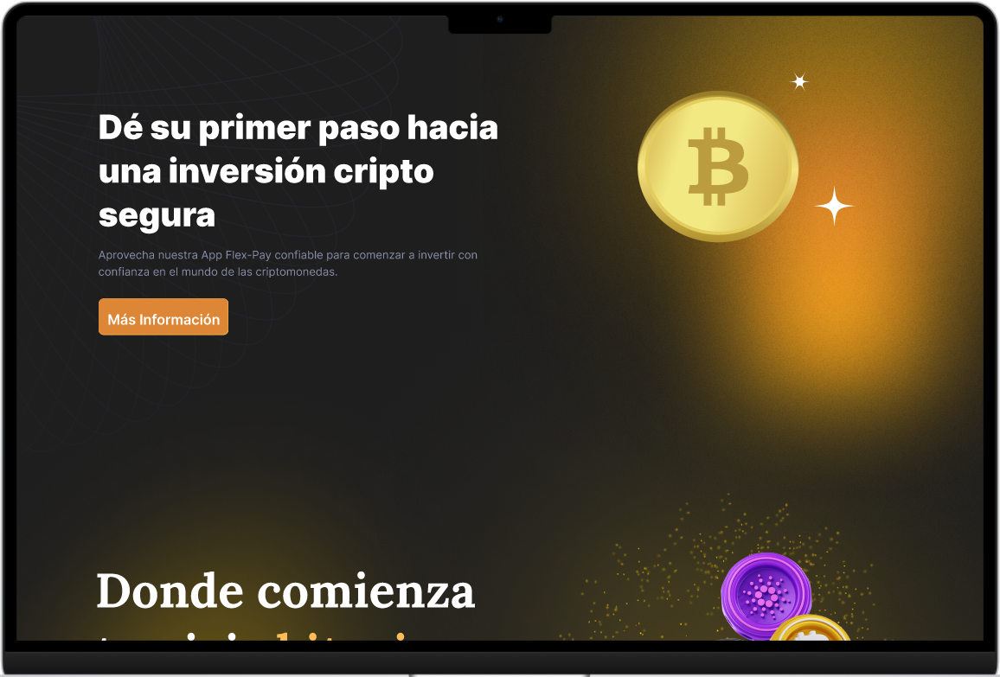 Dé su primer paso hacia
una inversión cripto
segura
Aprovecha nuestra App Flex-Pay confiable para comenzar a invertir con
confianza en el mundo de las criptomonedas.
Más Información
Donde comienza